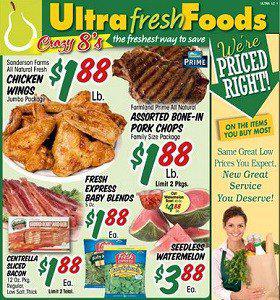 ULTRA
Ultra fresh Foods
the freshest way to save
Crazy 8's
We're
PRICED
RIGHT!
Sanderson Farms
All Natural Fresh
CHICKEN
WINGS
Jumbo Package
$1.88
Lb.
PRIME
Farmland Prime All Natural
ASSORTED BONE-IN
PORK CHOPS
Family Size Package
$1.88
Lb.
Limit 2 Pkgs.
ON THE ITEMS
YOU BUY MOST
Same Great Low
Prices You Expect,
New Great
Service
You Deserve!
FRESH
EXPRESS
BABY BLENDS
5 Oz.
$1.88
Ea.
CENTRELLA
SLICED
BACON
12 Oz. Pkg.
Regular,
Low Salt, Thick
$1.88
Ea.
Limit 2 Total.
SEEDLESS
WATERMELON
$3.88
Ea.